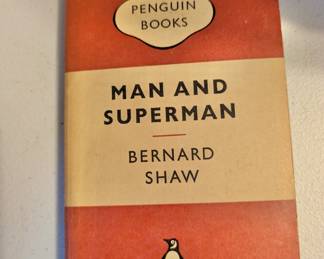 PENGUIN
BOOKS
MAN AND
SUPERMAN
BERNARD
SHAW